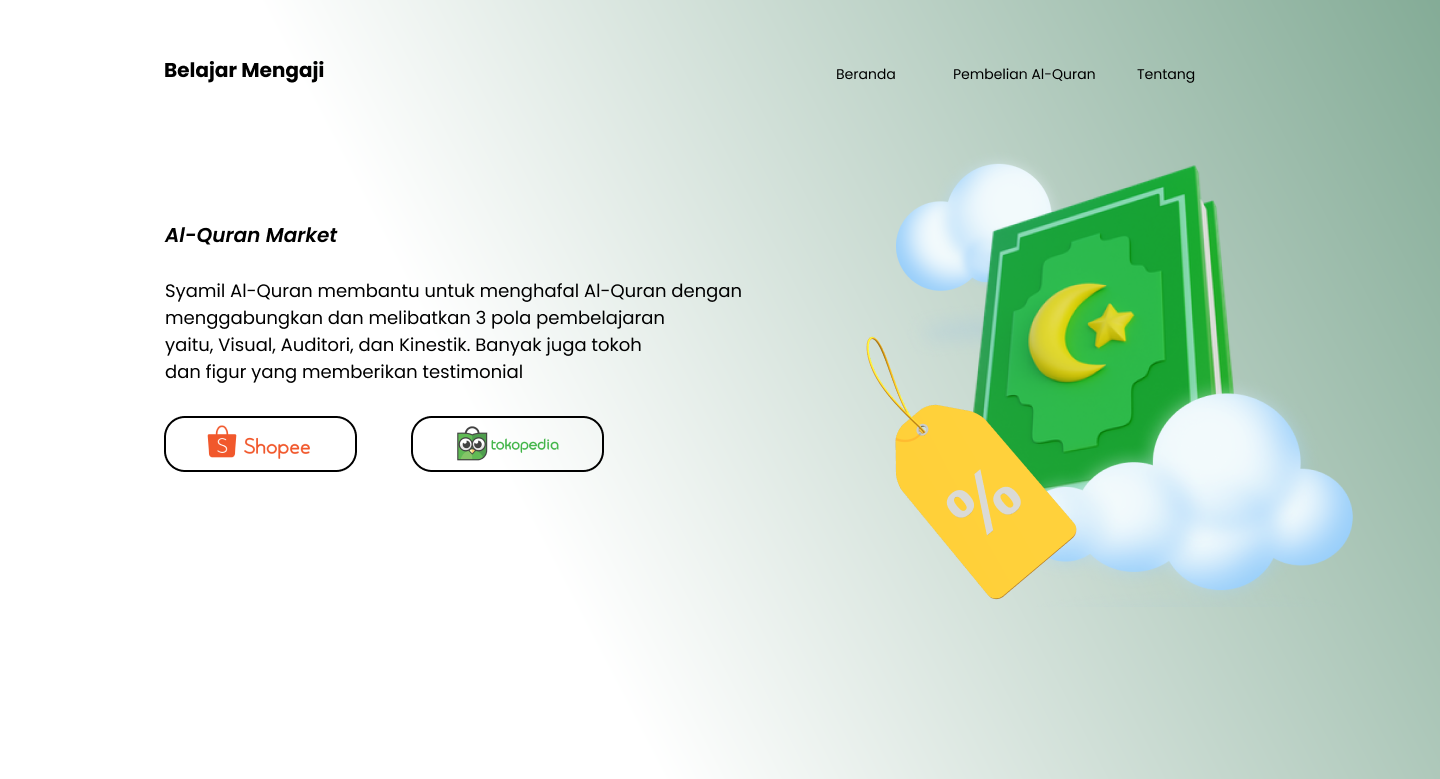 Belajar Mengaji
Beranda Pembelian Al-Quran Tentang
Al-Quran Market
Syamil Al-Quran membantu untuk menghafal Al-Quran dengan
menggabungkan dan melibatkan 3 pola pembelajaran
yaitu, Visual, Auditori, dan Kinestik. Banyak juga tokoh
dan figur yang memberikan testimonial
S Shopee
tokopedia
%